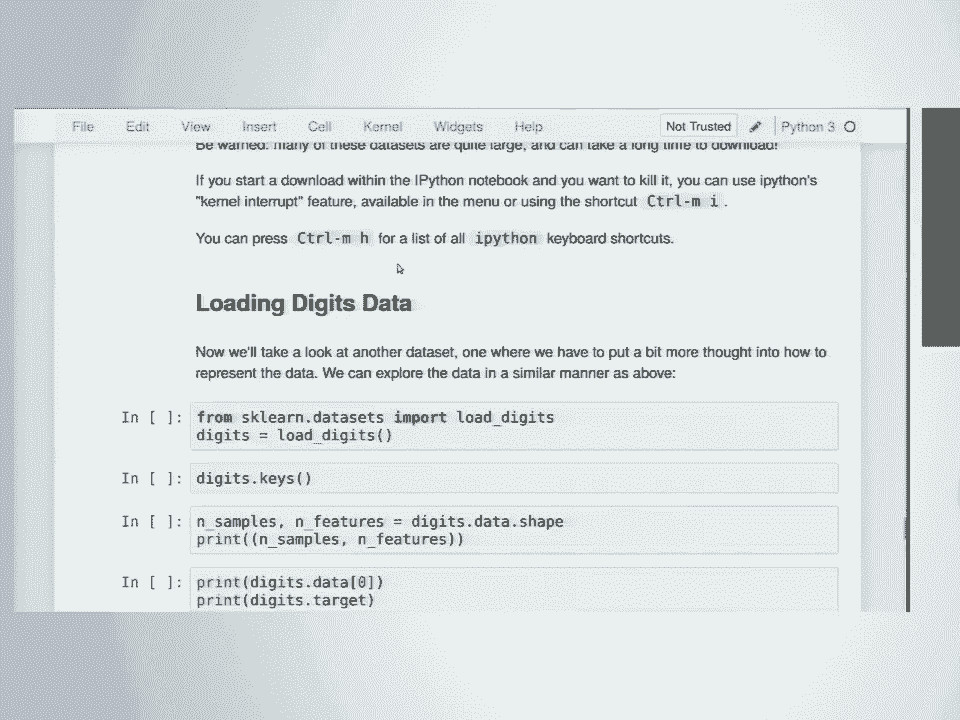 File Edit View Insert Cell Kernel Widgets Help Not Trusted Python 3
Be warned: many of these datasets are quite large, and can take a long time to download!
If you start a download within the IPython notebook and you want to kill it, you can use ipython's
"kernel interrupt" feature, available in the menu or using the shortcut Ctrl-m i .
You can press Ctrl-m h for a list of all ipython keyboard shortcuts.
Loading Digits Data
Now we'll take a look at another dataset, one where we have to put a bit more thought into how to
represent the data. We can explore the data in a similar manner as above:
In [ ]: from sklearn.datasets import load_digits
digits = load_digits()
In [ ]: digits.keys()
In [ ]: n_samples, n_features = digits.data.shape
print((n_samples, n_features))
In [ ]: print(digits.data[0])
print(digits.target)